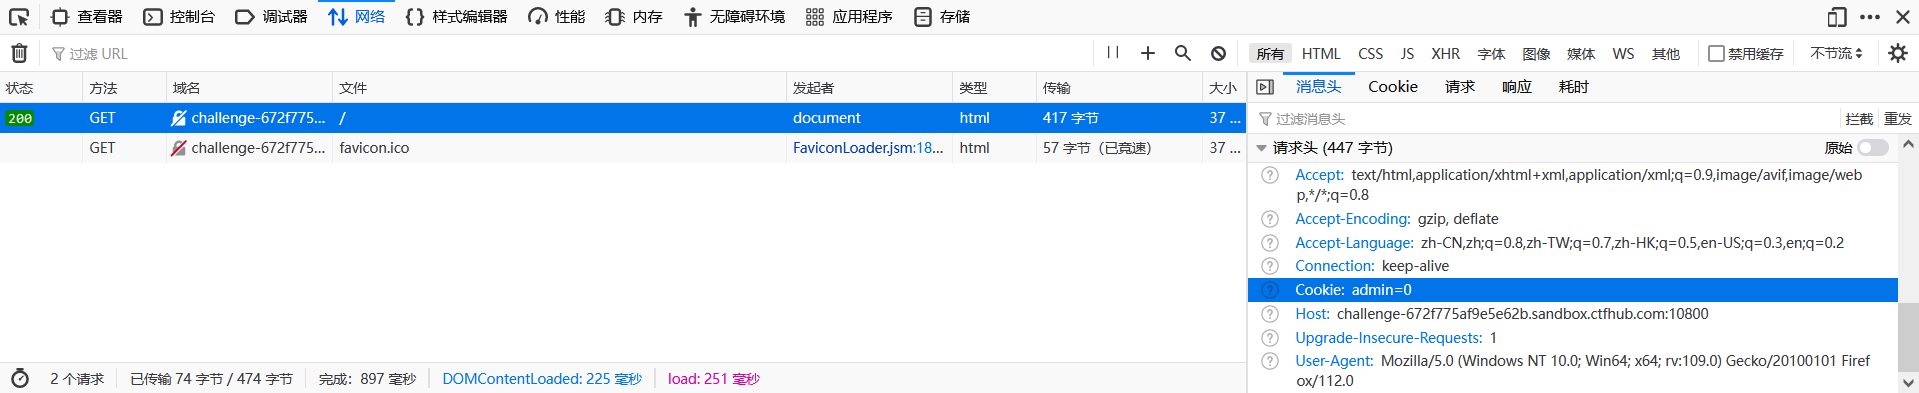 查看器 控制台 调试器 网络 样式编辑器 性能 内存 无障碍环境 应用程序 存储
过滤 URL
所有 HTML CSS JS XHR 字体 图像 媒体 WS 其他 禁用缓存 不节流
状态 方法 域名 文件 发起者 类型 传输 大小
200 GET challenge-672f775... / document html 417 字节 37 ...
GET challenge-672f775... favicon.ico FaviconLoader.jsm:18... html 57 字节（已竞速） 37 ...
2 个请求 已传输 74 字节 / 474 字节 完成：897 毫秒 DOMContentLoaded: 225 毫秒 load: 251 毫秒
消息头 Cookie 请求 响应 耗时
过滤消息头 拦截 重发
请求头 (447 字节) 原始
Accept: text/html,application/xhtml+xml,application/xml;q=0.9,image/avif,image/web
p,*/*;q=0.8
Accept-Encoding: gzip, deflate
Accept-Language: zh-CN,zh;q=0.8,zh-TW;q=0.7,zh-HK;q=0.5,en-US;q=0.3,en;q=0.2
Connection: keep-alive
Cookie: admin=0
Host: challenge-672f775af9e5e62b.sandbox.ctfhub.com:10800
Upgrade-Insecure-Requests: 1
User-Agent: Mozilla/5.0 (Windows NT 10.0; Win64; x64; rv:109.0) Gecko/20100101 Firef
ox/112.0